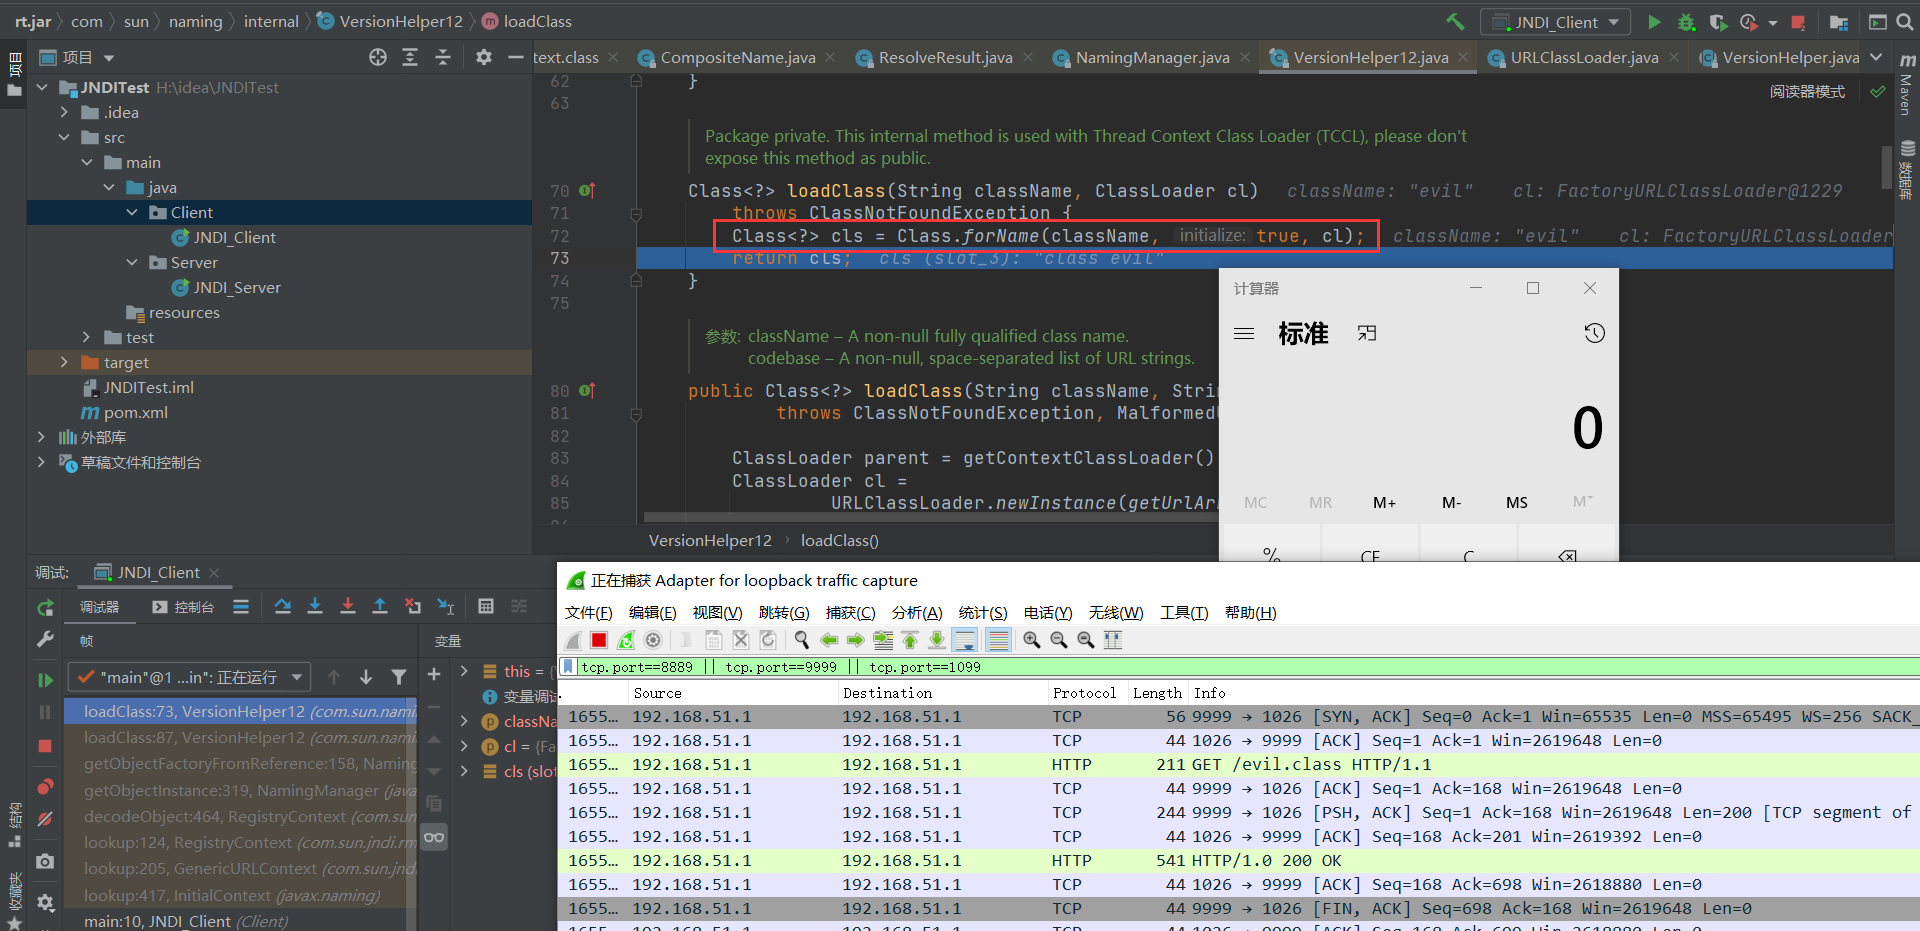 rt.jar com sun naming internal VersionHelper12 loadClass
JNDI_Client
项目
项目
text.class CompositeName.java ResolveResult.java NamingManager.java VersionHelper12.java URLClassLoader.java VersionHelper.java
JNDITest H:\idea\JNDITest
.idea
src
main
java
Client
JNDI_Client
Server
JNDI_Server
resources
test
target
JNDITest.iml
pom.xml
外部库
草稿文件和控制台
阅读器模式
Maven
数据库
62 }
63
Package private. This internal method is used with Thread Context Class Loader (TCCL), please don't
expose this method as public.
70 Class<?> loadClass(String className, ClassLoader cl) className: "evil" cl: FactoryURLClassLoader@1229
71 throws ClassNotFoundException {
72 Class<?> cls = Class.forName(className, initialize: true, cl); className: "evil" cl: FactoryURLClassLoader
73 return cls; cls (slot_3): "class evil"
74 }
75
参数: className – A non-null fully qualified class name.
codebase – A non-null, space-separated list of URL strings.
80 public Class<?> loadClass(String className, Strin
81 throws ClassNotFoundException, MalformedU
82
83 ClassLoader parent = getContextClassLoader()
84 ClassLoader cl =
85 URLClassLoader.newInstance(getUrlAr
VersionHelper12 loadClass()
计算器
标准
0
MC MR M+ M- MS M
% CE C
调试: JNDI_Client
调试器 控制台
帧
变量
"main"@1 ...in": 正在运行
loadClass:73, VersionHelper12 (com.sun.nami
loadClass:87, VersionHelper12 (com.sun.nami
getObjectFactoryFromReference:158, Naming
getObjectInstance:319, NamingManager (java
decodeObject:464, RegistryContext (com.su
lookup:124, RegistryContext (com.sun.jndi.rm
lookup:205, GenericURLContext (com.sun.jnd
lookup:417, InitialContext (javax.naming)
main:10, JNDI_Client (Client)
this = {
变量调试
classNa
cl = {Fa
cls (slot
结构
收藏夹
正在捕获 Adapter for loopback traffic capture
文件(F) 编辑(E) 视图(V) 跳转(G) 捕获(C) 分析(A) 统计(S) 电话(Y) 无线(W) 工具(T) 帮助(H)
tcp.port==8889 || tcp.port==9999 || tcp.port==1099
. Source Destination Protocol Length Info
1655… 192.168.51.1 192.168.51.1 TCP 56 9999 → 1026 [SYN, ACK] Seq=0 Ack=1 Win=65535 Len=0 MSS=65495 WS=256 SACK_
1655… 192.168.51.1 192.168.51.1 TCP 44 1026 → 9999 [ACK] Seq=1 Ack=1 Win=2619648 Len=0
1655… 192.168.51.1 192.168.51.1 HTTP 211 GET /evil.class HTTP/1.1
1655… 192.168.51.1 192.168.51.1 TCP 44 9999 → 1026 [ACK] Seq=1 Ack=168 Win=2619648 Len=0
1655… 192.168.51.1 192.168.51.1 TCP 244 9999 → 1026 [PSH, ACK] Seq=1 Ack=168 Win=2619648 Len=200 [TCP segment of
1655… 192.168.51.1 192.168.51.1 TCP 44 1026 → 9999 [ACK] Seq=168 Ack=201 Win=2619392 Len=0
1655… 192.168.51.1 192.168.51.1 HTTP 541 HTTP/1.0 200 OK
1655… 192.168.51.1 192.168.51.1 TCP 44 1026 → 9999 [ACK] Seq=168 Ack=698 Win=2618880 Len=0
1655… 192.168.51.1 192.168.51.1 TCP 44 9999 → 1026 [FIN, ACK] Seq=698 Ack=168 Win=2619648 Len=0